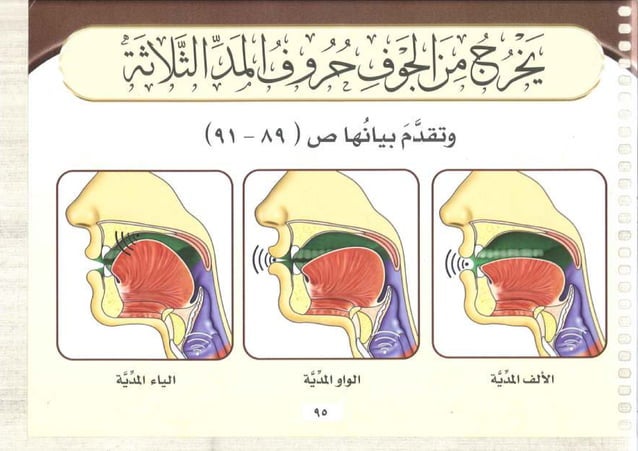 يَخْرُجُ مِنَ الجَوْفِ حُرُوفُ المَدِّ الثَّلَاثَةُ
وتقدَّمَ بيانُها ص ( ٨٩ - ٩١ )
الألف المدِّيَّة
الواو المدِّيَّة
الياء المدِّيَّة
٩٥